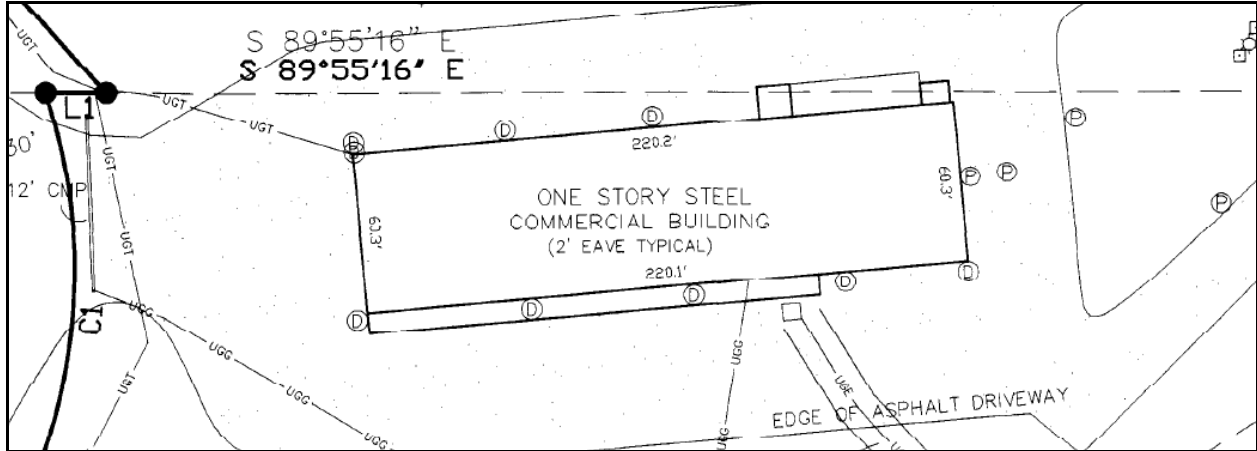 UGT
S 89°55'16" E
S 89°55'16" E
L1
UGT
UGT
30'
12' CMP
UGT
C1
UGT
UGG
UGG
UGG
UGG
D
D
D
220.2'
60.3'
60.3'
ONE STORY STEEL
COMMERCIAL BUILDING
(2' EAVE TYPICAL)
220.1'
D
D
D
D
D
P
P
P
P
UGG
UGG
UGE
EDGE OF ASPHALT DRIVEWAY